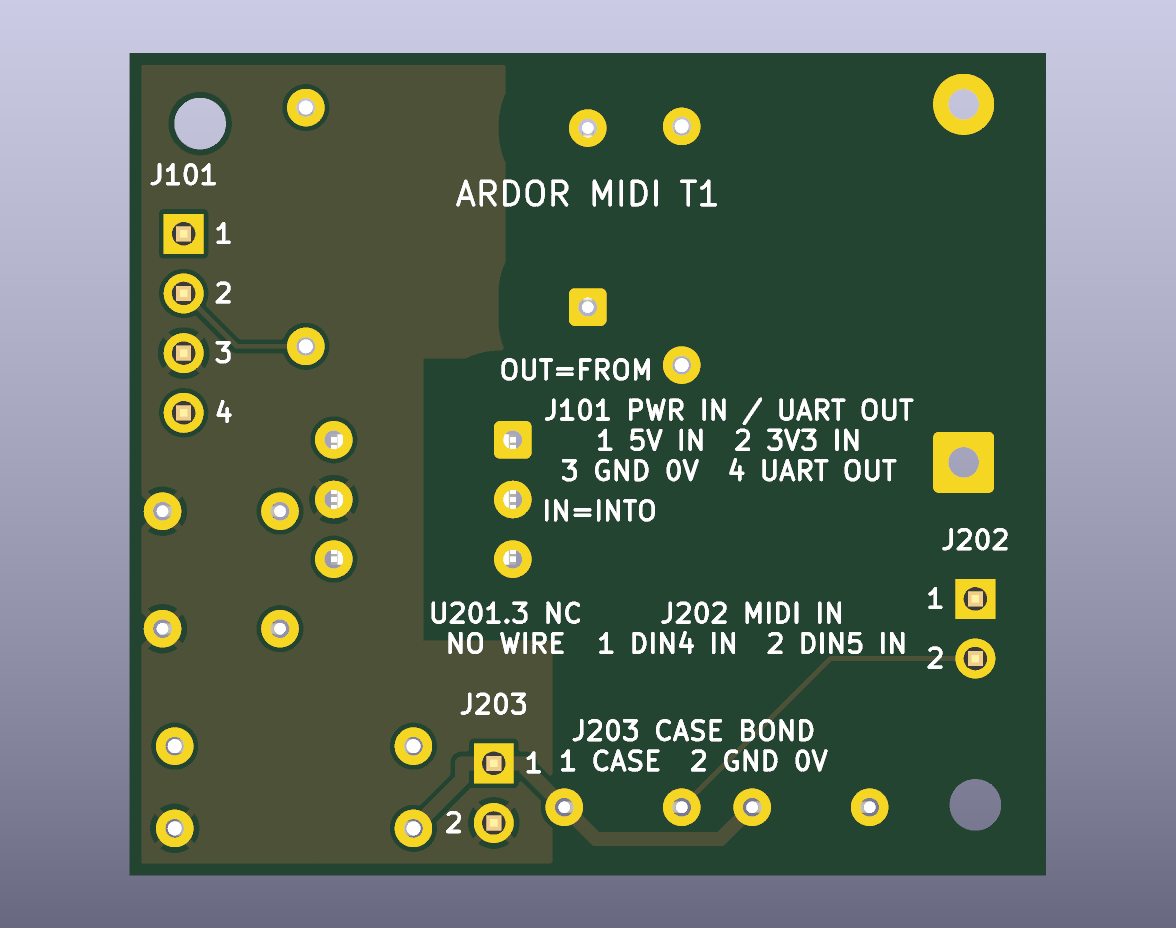 J101
ARDOR MIDI T1
1
2
3
4
OUT=FROM
J101 PWR IN / UART OUT
1 5V IN 2 3V3 IN
3 GND 0V 4 UART OUT
IN=INTO
J202
1
2
U201.3 NC
NO WIRE
J202 MIDI IN
1 DIN4 IN 2 DIN5 IN
J203
1
2
J203 CASE BOND
1 CASE 2 GND 0V